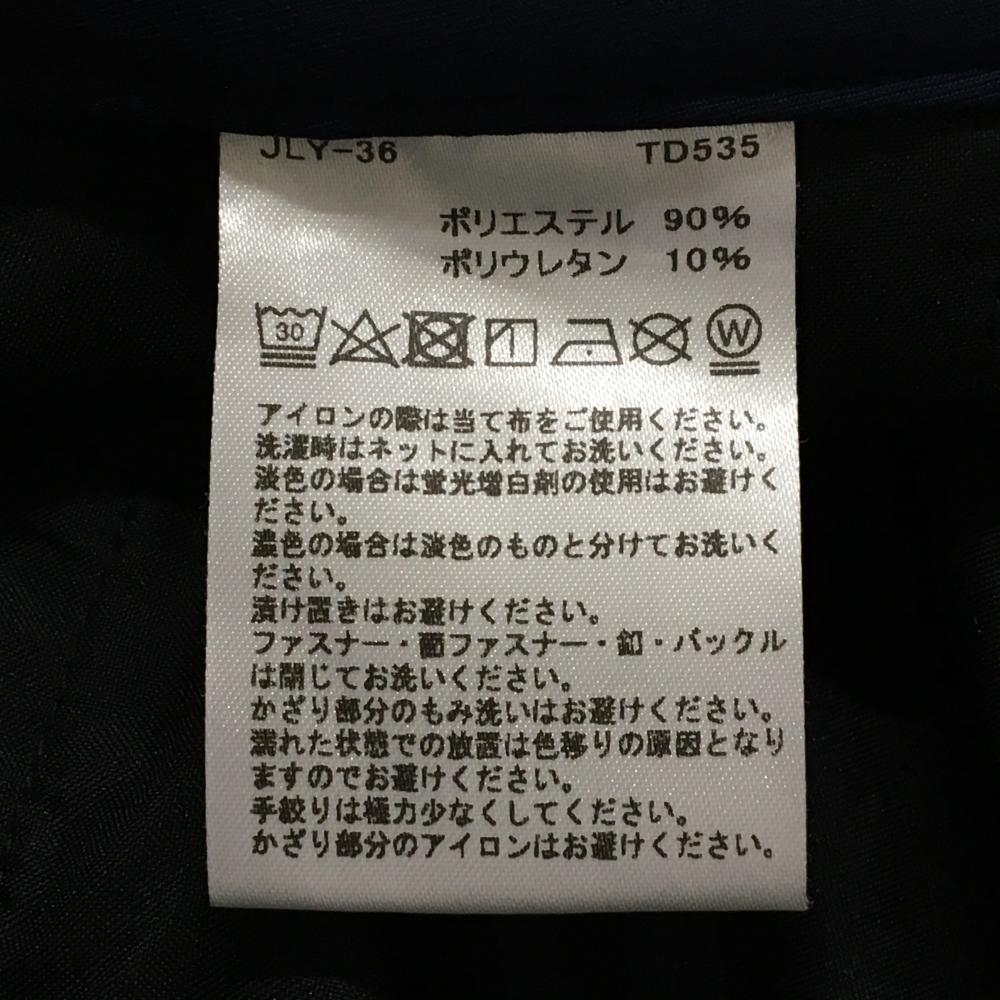 JLY-36 TD535
ポリエステル 90%
ポリウレタン 10%
30 W
アイロンの際は当て布をご使用ください。
洗濯時はネットに入れてお洗いください。
淡色の場合は蛍光増白剤の使用はお避けく
ださい。
濃色の場合は淡色のものと分けてお洗いく
ださい。
漬け置きはお避けください。
ファスナー・面ファスナー・釦・バックル
は閉じてお洗いください。
かざり部分のもみ洗いはお避けください。
濡れた状態での放置は色移りの原因となり
ますのでお避けください。
手絞りは極力少なくしてください。
かざり部分のアイロンはお避けください。